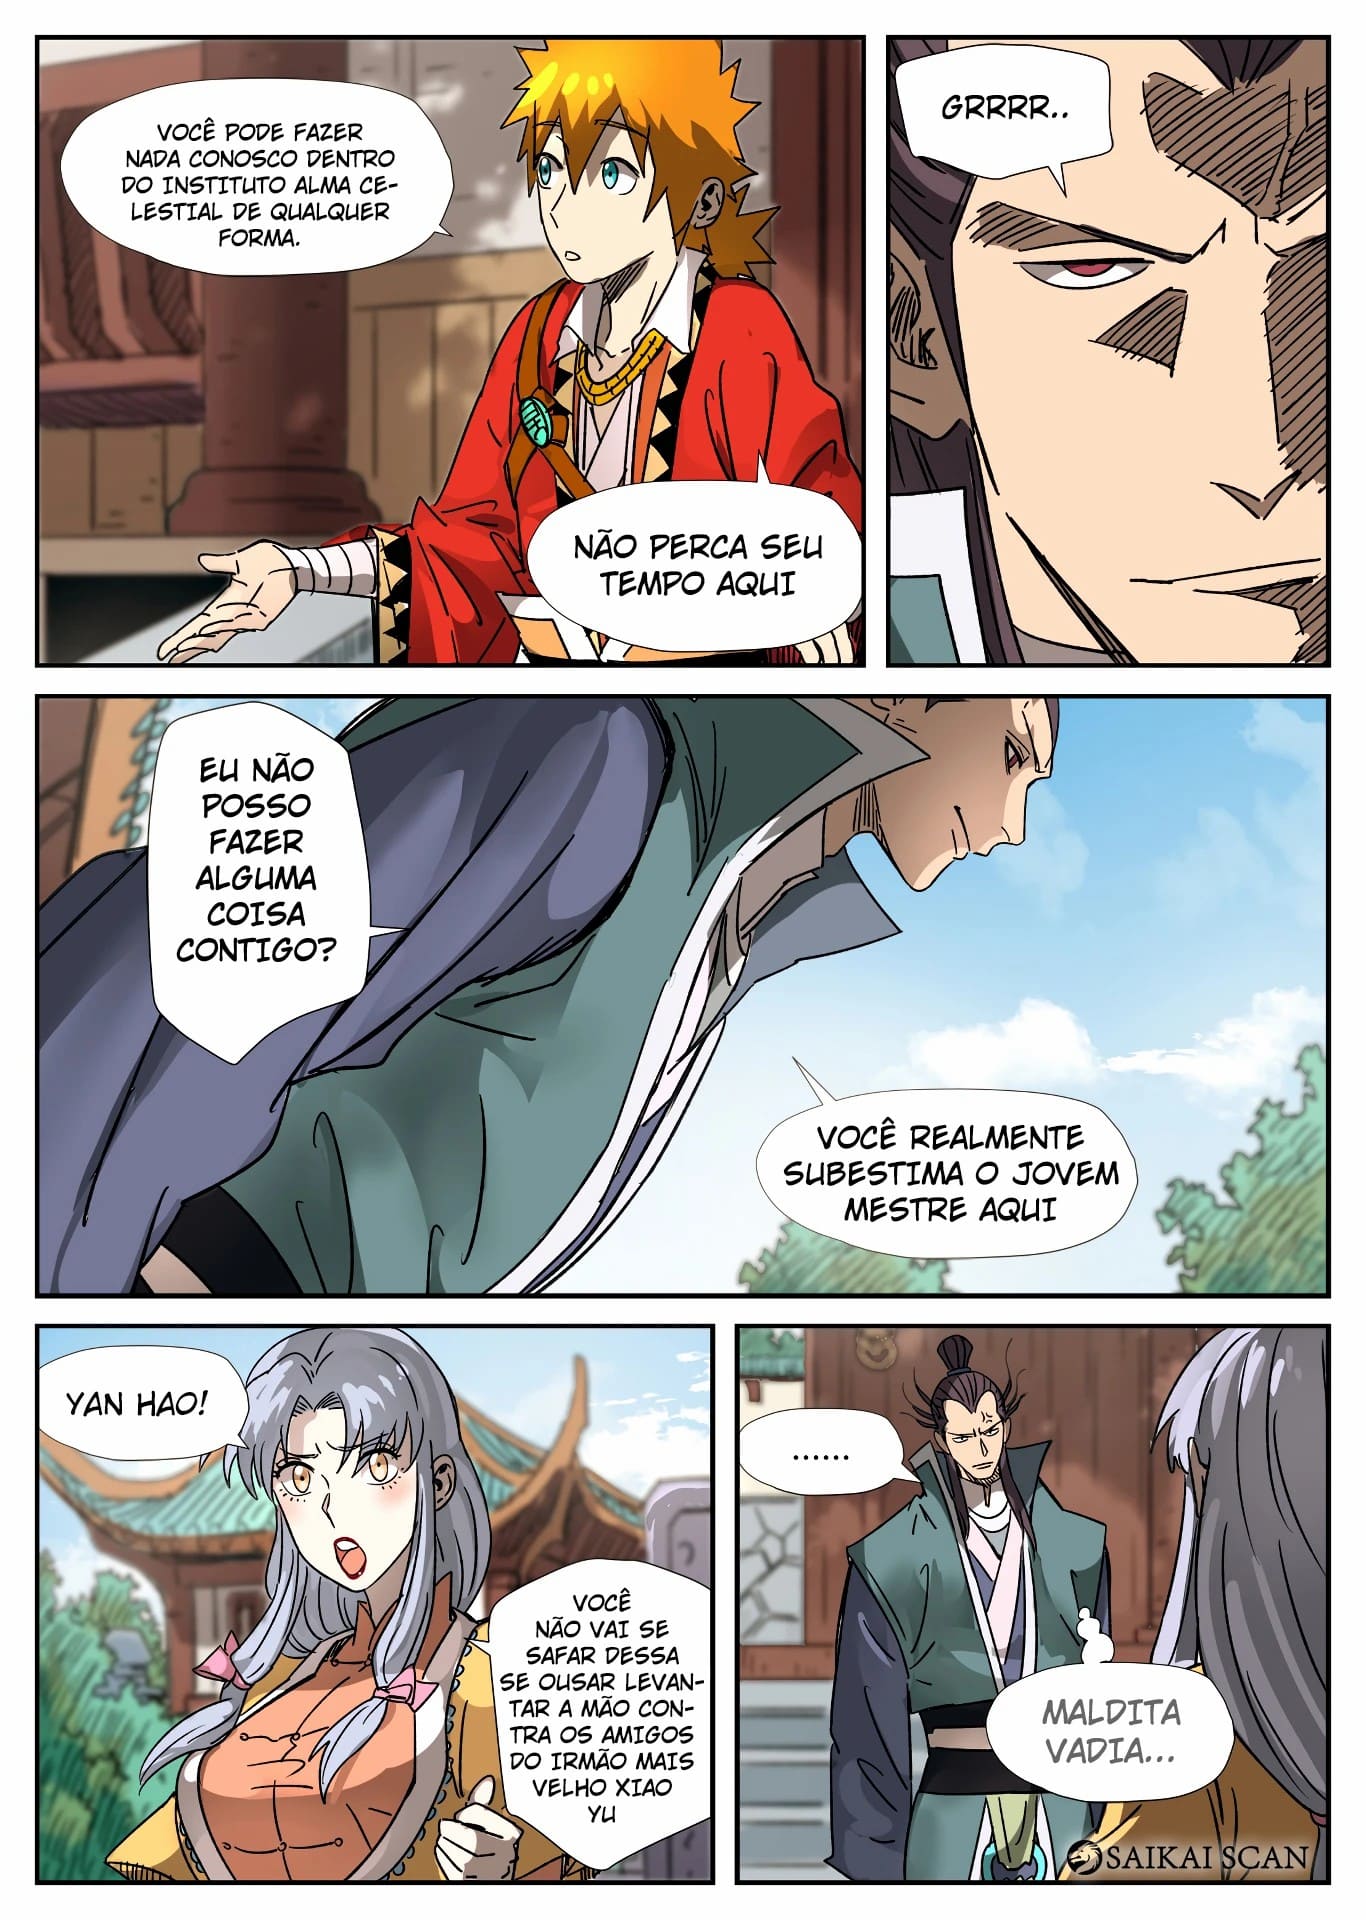 VOCÊ PODE FAZER
NADA CONOSCO DENTRO
DO INSTITUTO ALMA CE-
LESTIAL DE QUALQUER
FORMA.
NÃO PERCA SEU
TEMPO AQUI
GRRRR..
EU NÃO
POSSO
FAZER
ALGUMA
COISA
CONTIGO?
VOCÊ REALMENTE
SUBESTIMA O JOVEM
MESTRE AQUI
YAN HAO!
VOCÊ
NÃO VAI SE
SAFAR DESSA
SE OUSAR LEVAN-
TAR A MÃO CON-
TRA OS AMIGOS
DO IRMÃO MAIS
VELHO XIAO
YU
......
MALDITA
VADIA...
SAIKAI SCAN